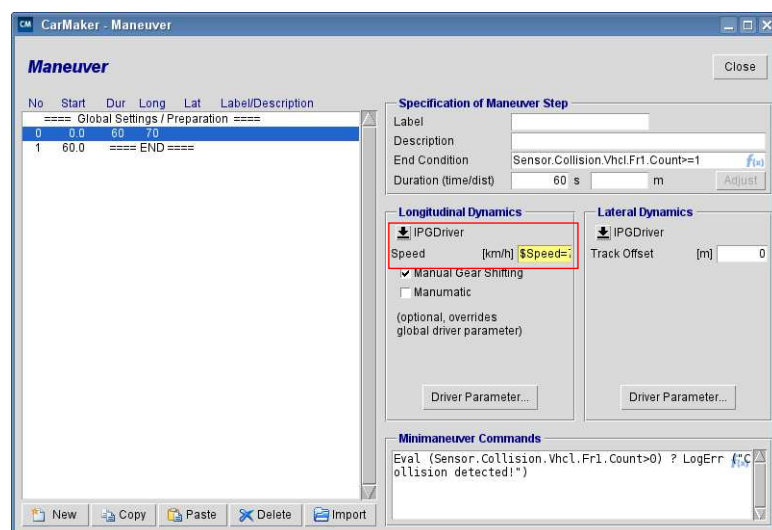 CM CarMaker - Maneuver
Maneuver
Close
No Start Dur Long Lat Label/Description
==== Global Settings / Preparation ====
0 0.0 60 70
1 60.0 ==== END ====
New Copy Paste Delete Import
Specification of Maneuver Step
Label
Description
End Condition Sensor.Collision.Vhcl.Fr1.Count>=1 f(x)
Duration (time/dist) 60 s m Adjust
Longitudinal Dynamics
IPGDriver
Speed [km/h] $Speed=7
Manual Gear Shifting
Manumatic
(optional, overrides
global driver parameter)
Driver Parameter...
Lateral Dynamics
IPGDriver
Track Offset [m] 0
Driver Parameter...
Minimaneuver Commands
Eval (Sensor.Collision.Vhcl.Fr1.Count>0) ? LogErr ("C
ollision detected!")